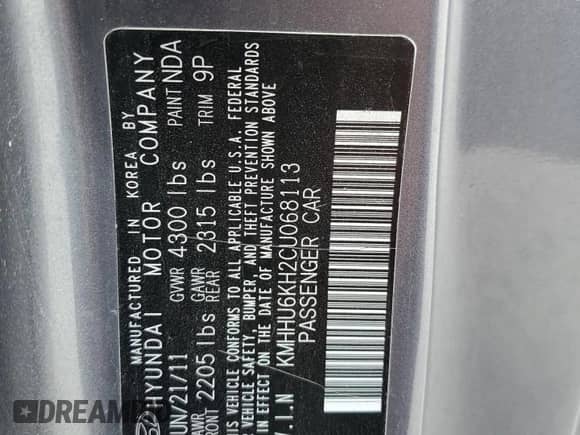 MANUFACTURED IN KOREA BY
HYUNDAI MOTOR COMPANY
JUN/21/11 GVWR 4300 lbs PAINT NDA
GAWR FRONT 2205 lbs GAWR REAR 2315 lbs TRIM 9P
THIS VEHICLE CONFORMS TO ALL APPLICABLE U.S.A. FEDERAL
MOTOR VEHICLE SAFETY, BUMPER, AND THEFT PREVENTION STANDARDS
IN EFFECT ON THE DATE OF MANUFACTURE SHOWN ABOVE
V.I.N KMHHU6KH2CU068113
PASSENGER CAR
DREAMBID